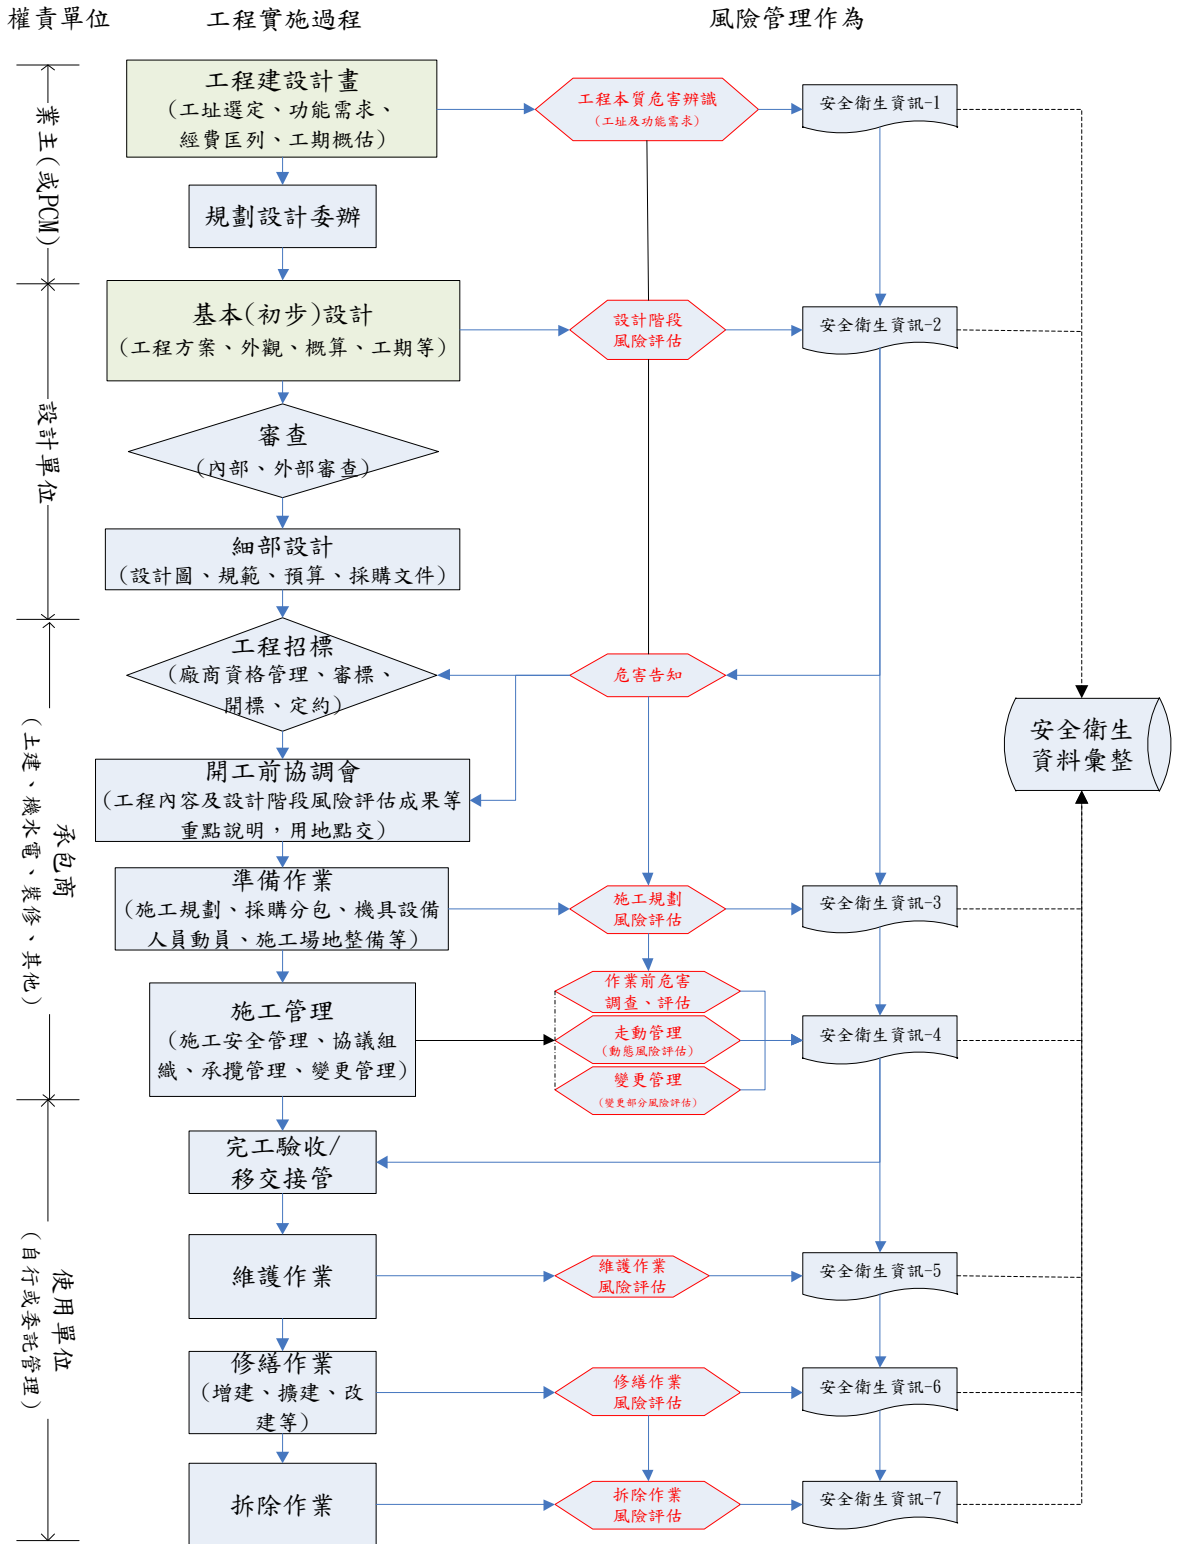 權責單位
工程實施過程
風險管理作為
業主(或PCM)
工程建設計畫
(工址選定、功能需求、
經費匡列、工期概估)
工程本質危害辨識
(工址及功能需求)
安全衛生資訊-1
規劃設計委辦
設計單位
基本(初步)設計
(工程方案、外觀、概算、工期等)
設計階段
風險評估
安全衛生資訊-2
審查
(內部、外部審查)
細部設計
(設計圖、規範、預算、採購文件)
承包商
(土建、機水電、裝修、其他)
工程招標
(廠商資格管理、審標、
開標、定約)
危害告知
安全衛生
資料彙整
開工前協調會
(工程內容及設計階段風險評估成果等
重點說明，用地點交)
準備作業
(施工規劃、採購分包、機具設備
人員動員、施工場地整備等)
施工規劃
風險評估
安全衛生資訊-3
施工管理
(施工安全管理、協議組
織、承攬管理、變更管理)
作業前危害
調查、評估
走動管理
(動態風險評估)
變更管理
(變更部分風險評估)
安全衛生資訊-4
使用單位
(自行或委託管理)
完工驗收/
移交接管
維護作業
維護作業
風險評估
安全衛生資訊-5
修繕作業
(增建、擴建、改
建等)
修繕作業
風險評估
安全衛生資訊-6
拆除作業
拆除作業
風險評估
安全衛生資訊-7